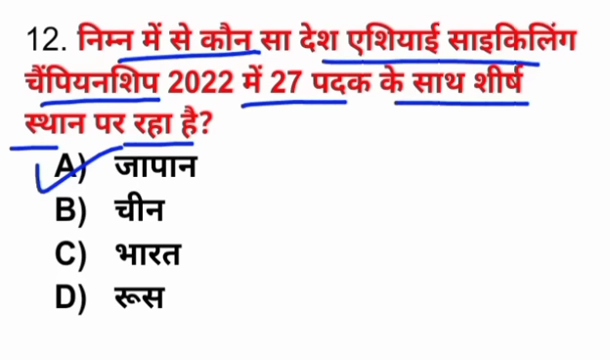 12. निम्न में से कौन सा देश एशियाई साइकिलिंग
चैंपियनशिप 2022 में 27 पदक के साथ शीर्ष
स्थान पर रहा है?
A) जापान
B) चीन
C) भारत
D) रूस